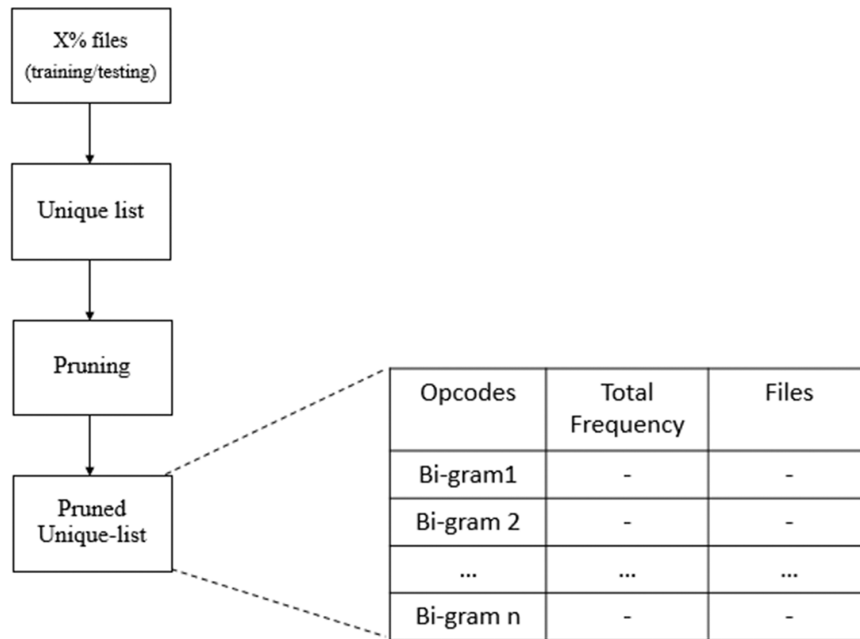 X% files
(training/testing)
Unique list
Pruning
Pruned
Unique-list
Opcodes Total Frequency Files
Bi-gram1 - -
Bi-gram 2 - -
... ... ...
Bi-gram n - -